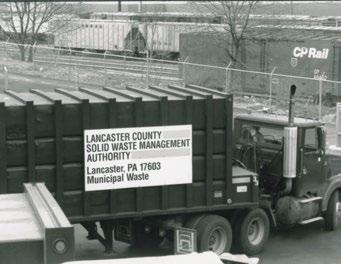 CP Rail
LANCASTER COUNTY
SOLID WASTE MANAGEMENT
AUTHORITY
Lancaster, PA 17603
Municipal Waste